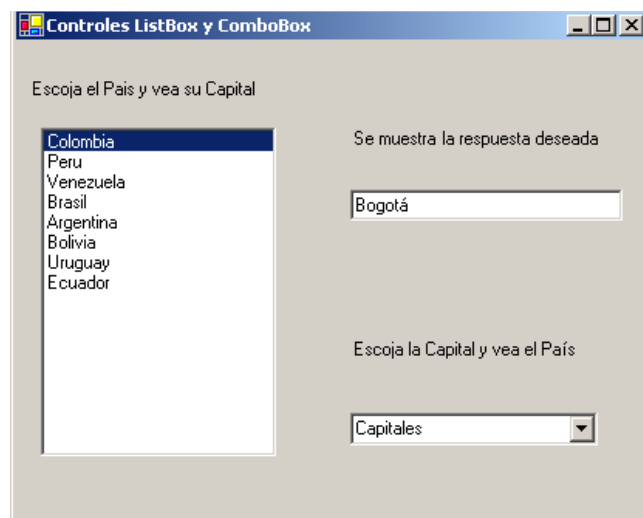 Controles ListBox y ComboBox
Escoja el Pais y vea su Capital
Colombia
Peru
Venezuela
Brasil
Argentina
Bolivia
Uruguay
Ecuador
Se muestra la respuesta deseada
Bogotá
Escoja la Capital y vea el País
Capitales